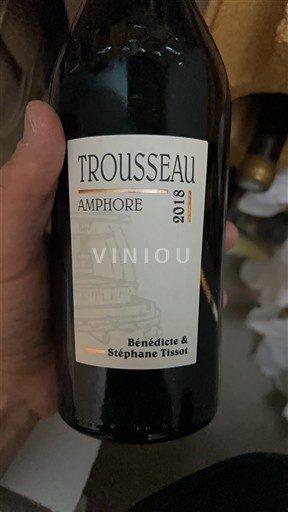 TROUSSEAU
AMPHORE
2018
VINIOU
Bénédicte &
Stéphane Tissot